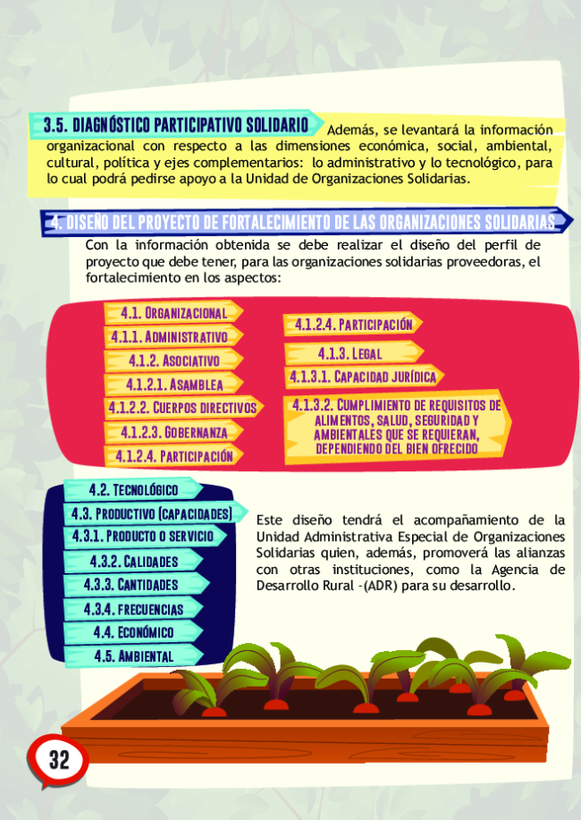 3.5. DIAGNÓSTICO PARTICIPATIVO SOLIDARIO Además, se levantará la información
organizacional con respecto a las dimensiones económica, social, ambiental,
cultural, política y ejes complementarios: lo administrativo y lo tecnológico, para
lo cual podrá pedirse apoyo a la Unidad de Organizaciones Solidarias.
4. DISEÑO DEL PROYECTO DE FORTALECIMIENTO DE LAS ORGANIZACIONES SOLIDARIAS
Con la información obtenida se debe realizar el diseño del perfil de
proyecto que debe tener, para las organizaciones solidarias proveedoras, el
fortalecimiento en los aspectos:
4.1. ORGANIZACIONAL
4.1.1. ADMINISTRATIVO
4.1.2. ASOCIATIVO
4.1.2.1. ASAMBLEA
4.1.2.2. CUERPOS DIRECTIVOS
4.1.2.3. GOBERNANZA
4.1.2.4. PARTICIPACIÓN
4.1.2.4. PARTICIPACIÓN
4.1.3. LEGAL
4.1.3.1. CAPACIDAD JURÍDICA
4.1.3.2. CUMPLIMIENTO DE REQUISITOS DE
ALIMENTOS, SALUD, SEGURIDAD Y
AMBIENTALES QUE SE REQUIERAN,
DEPENDIENDO DEL BIEN OFRECIDO
4.2. TECNOLÓGICO
4.3. PRODUCTIVO (CAPACIDADES)
4.3.1. PRODUCTO O SERVICIO
4.3.2. CALIDADES
4.3.3. CANTIDADES
4.3.4. FRECUENCIAS
4.4. ECONÓMICO
4.5. AMBIENTAL
Este diseño tendrá el acompañamiento de la
Unidad Administrativa Especial de Organizaciones
Solidarias quien, además, promoverá las alianzas
con otras instituciones, como la Agencia de
Desarrollo Rural -(ADR) para su desarrollo.
32